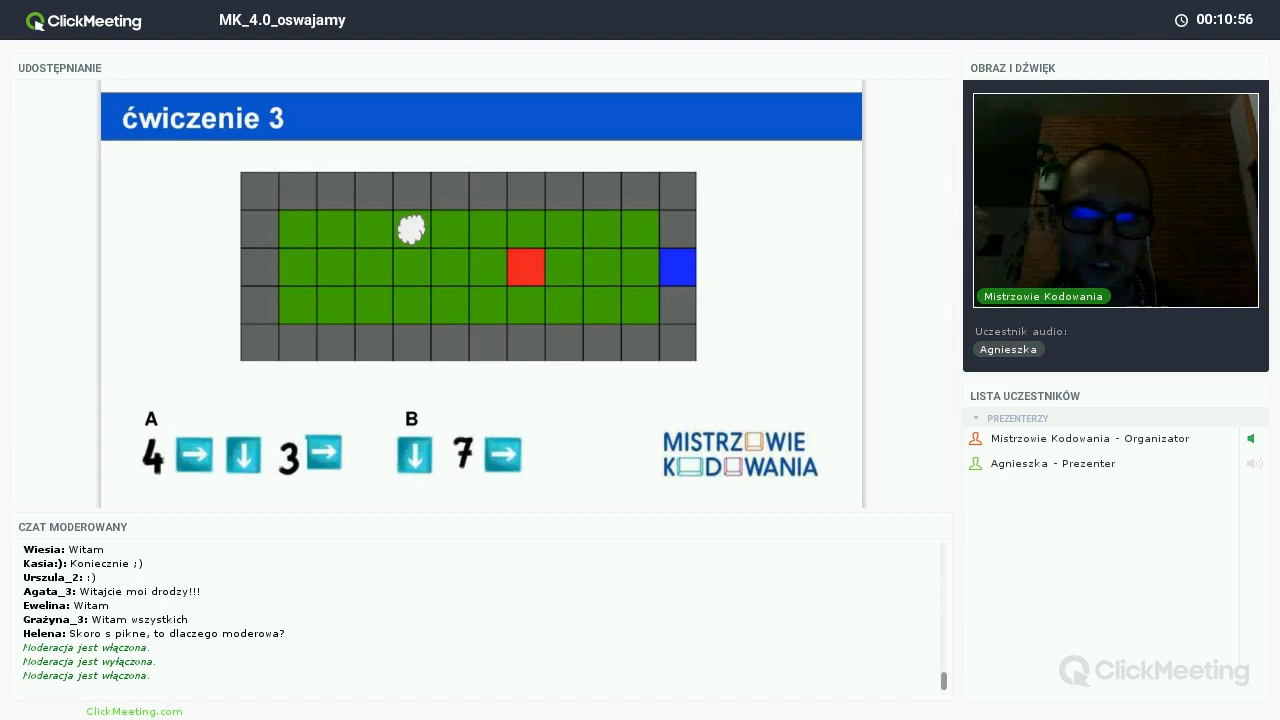 ClickMeeting
MK_4.0_oswajamy
00:10:56
UDOSTĘPNIANIE
ćwiczenie 3
A
4
3
B
7
MISTRZOWIE
KODOWANIA
OBRAZ I DŹWIĘK
Mistrzowie Kodowania
Uczestnik audio:
Agnieszka
LISTA UCZESTNIKÓW
PREZENTERZY
Mistrzowie Kodowania - Organizator
Agnieszka - Prezenter
CZAT MODEROWANY
Wiesia: Witam
Kasia:): Koniecznie ;)
Urszula_2: :)
Agata_3: Witajcie moi drodzy!!!
Ewelina: Witam
Grażyna_3: Witam wszystkich
Helena: Skoro s pikne, to dlaczego moderowa?
Moderacja jest włączona.
Moderacja jest wyłączona.
Moderacja jest włączona.
ClickMeeting
ClickMeeting.com